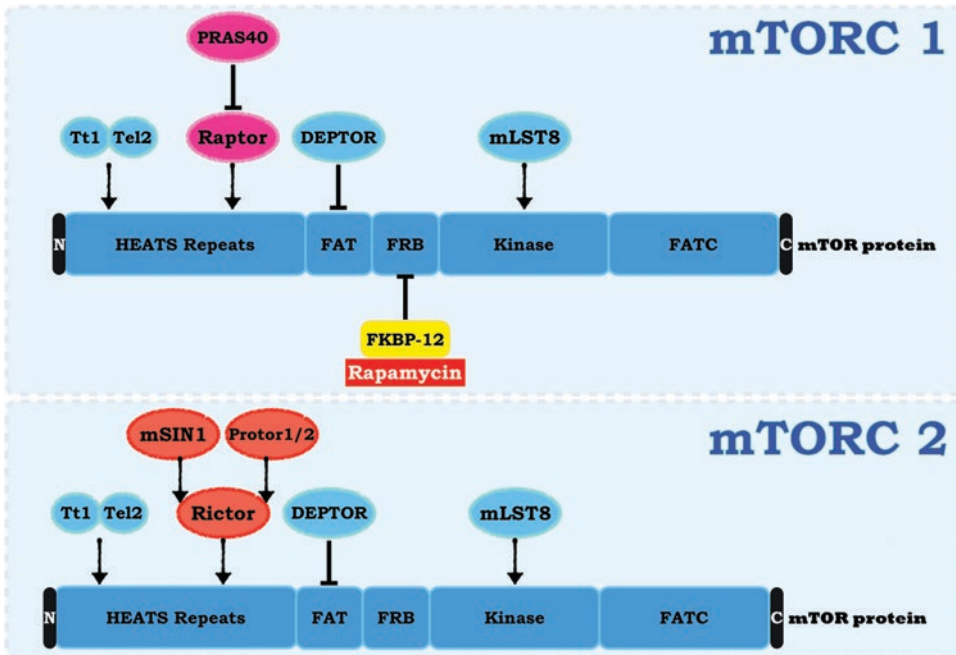 mTORC 1
PRAS40
Tt1 Tel2
Raptor
DEPTOR
mLST8
N
HEATS Repeats
FAT
FRB
Kinase
FATC
C
mTOR protein
FKBP-12
Rapamycin
mTORC 2
mSIN1
Protor1/2
Tt1 Tel2
Rictor
DEPTOR
mLST8
N
HEATS Repeats
FAT
FRB
Kinase
FATC
C
mTOR protein